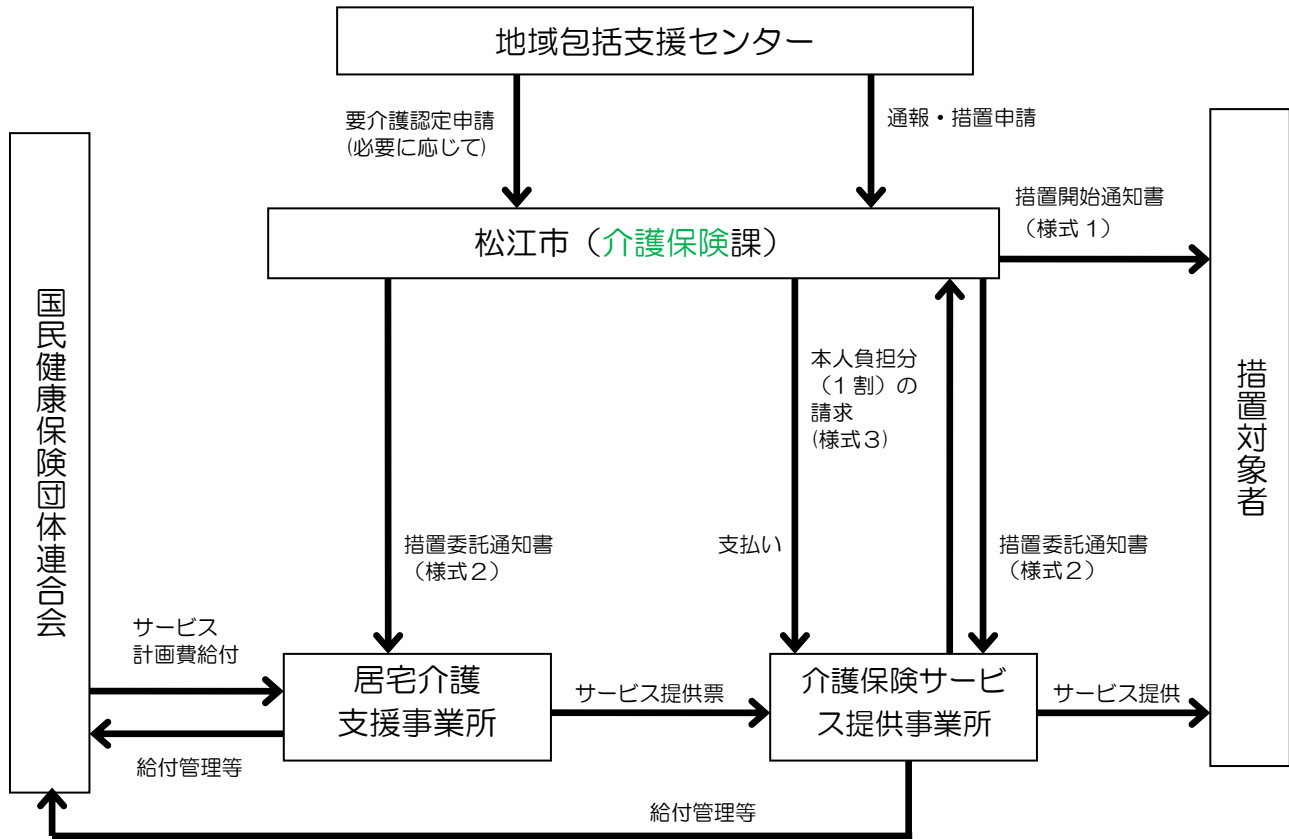 地域包括支援センター
要介護認定申請
(必要に応じて)
通報・措置申請
松江市（介護保険課）
措置開始通知書
（様式１）
国民健康保険団体連合会
措置対象者
本人負担分
（１割）の
請求
(様式３)
措置委託通知書
（様式２）
支払い
措置委託通知書
（様式２）
サービス
計画費給付
居宅介護
支援事業所
サービス提供票
介護保険サービ
ス提供事業所
サービス提供
給付管理等
給付管理等